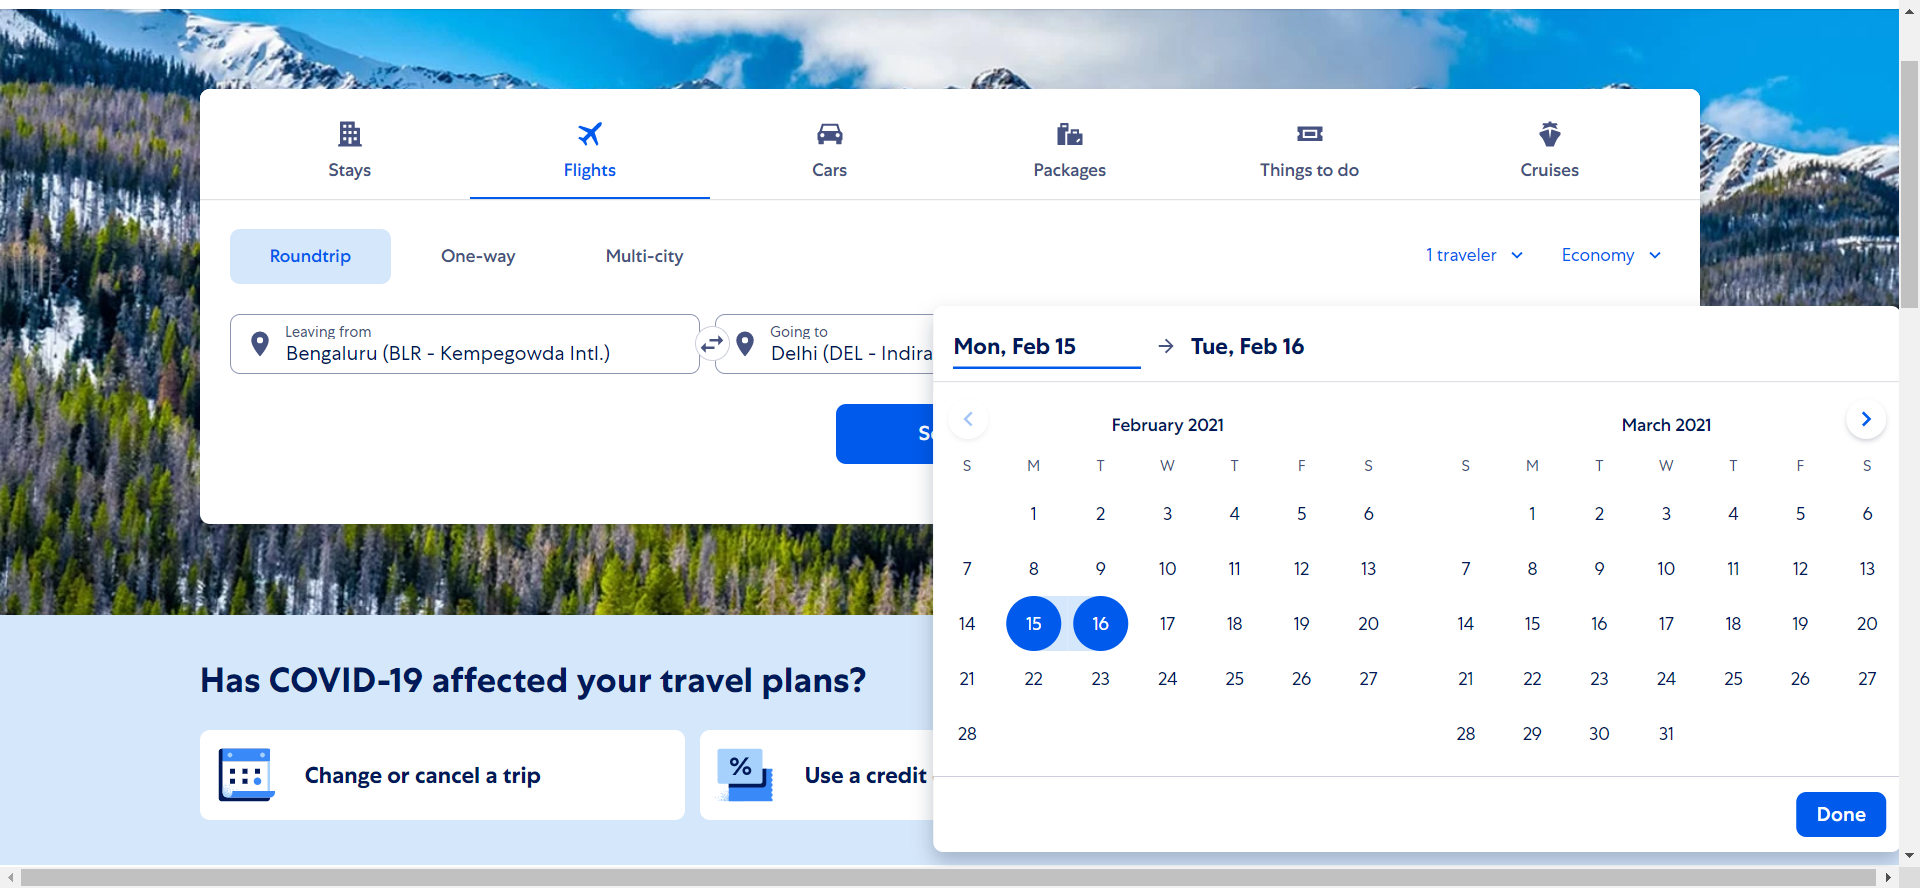 Stays
Flights
Cars
Packages
Things to do
Cruises
Roundtrip
One-way
Multi-city
1 traveler
Economy
Leaving from
Bengaluru (BLR - Kempegowda Intl.)
Going to
Delhi (DEL - Indira
Mon, Feb 15
Tue, Feb 16
February 2021
S M T W T F S
1 2 3 4 5 6
7 8 9 10 11 12 13
14 15 16 17 18 19 20
21 22 23 24 25 26 27
28
March 2021
S M T W T F S
1 2 3 4 5 6
7 8 9 10 11 12 13
14 15 16 17 18 19 20
21 22 23 24 25 26 27
28 29 30 31
Done
Has COVID-19 affected your travel plans?
Change or cancel a trip
%
Use a credit